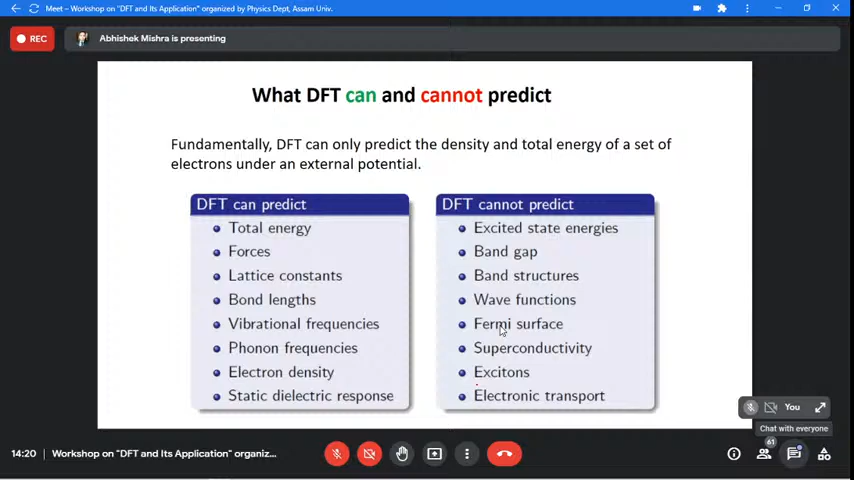 Meet – Workshop on "DFT and Its Application" organized by Physics Dept, Assam Univ.
REC
Abhishek Mishra is presenting
What DFT can and cannot predict
Fundamentally, DFT can only predict the density and total energy of a set of
electrons under an external potential.
DFT can predict
Total energy
Forces
Lattice constants
Bond lengths
Vibrational frequencies
Phonon frequencies
Electron density
Static dielectric response
DFT cannot predict
Excited state energies
Band gap
Band structures
Wave functions
Fermi surface
Superconductivity
Excitons
Electronic transport
You
Chat with everyone
61
14:20
Workshop on "DFT and Its Application" organiz...